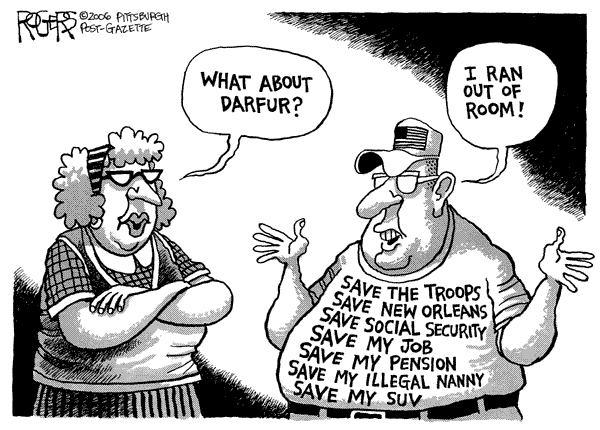 ROGERS ©2006 PITTSBURGH
POST-GAZETTE
WHAT ABOUT
DARFUR?
I RAN
OUT OF
ROOM!
SAVE THE TROOPS
SAVE NEW ORLEANS
SAVE SOCIAL SECURITY
SAVE MY JOB
SAVE MY PENSION
SAVE MY ILLEGAL NANNY
SAVE MY SUV